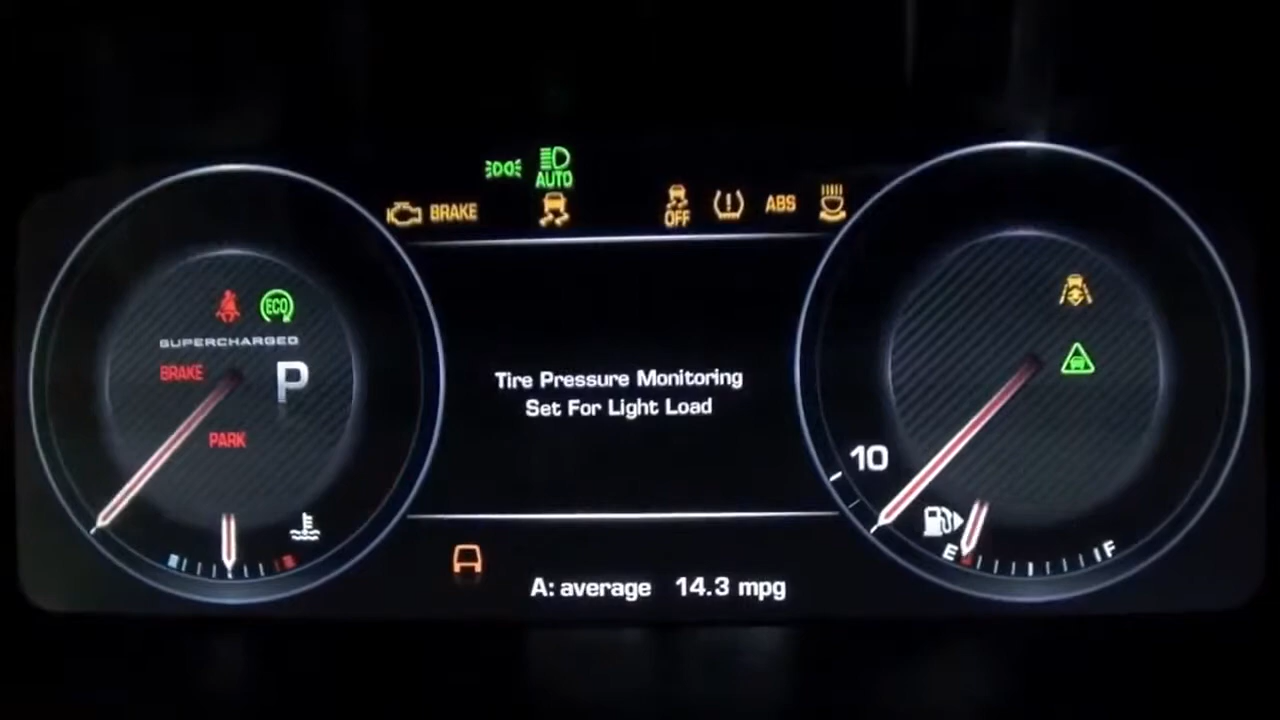 AUTO
BRAKE
OFF
ABS
ECO
SUPERCHARGED
BRAKE
P
PARK
Tire Pressure Monitoring
Set For Light Load
10
E
F
A: average 14.3 mpg